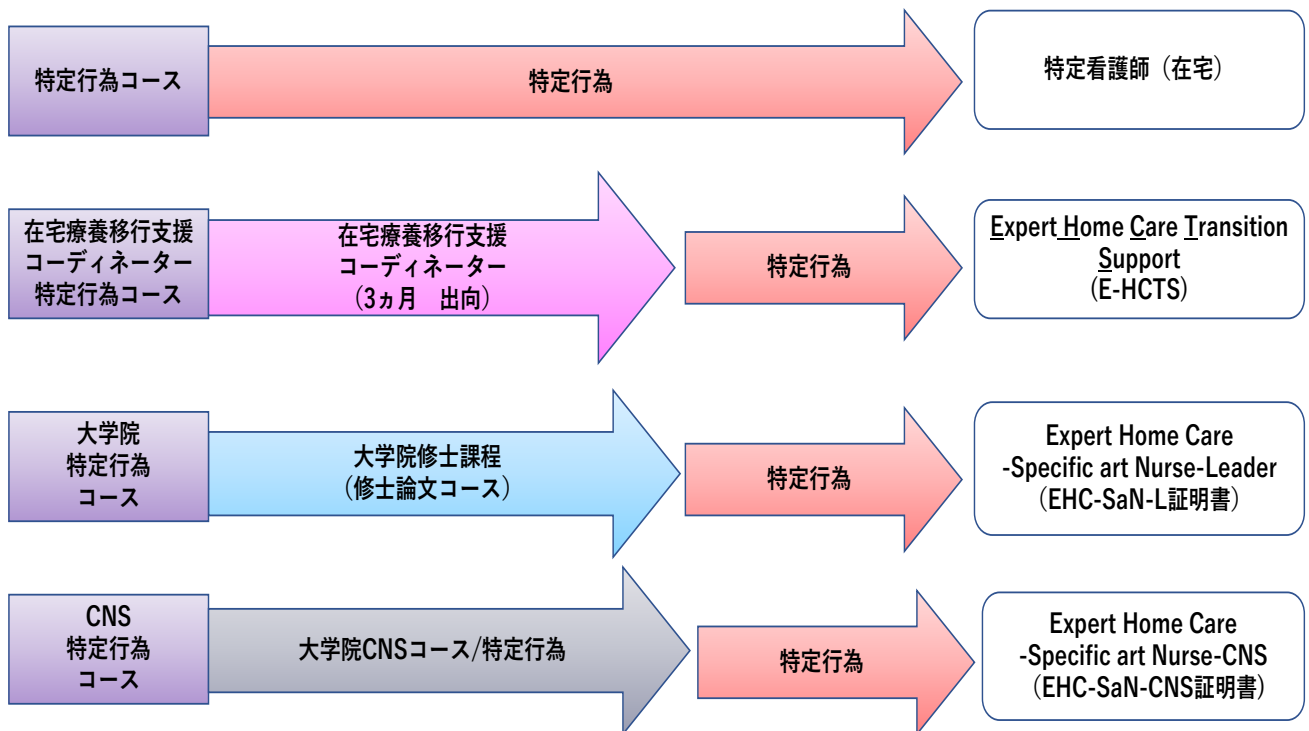 特定行為コース
特定行為
特定看護師（在宅）
在宅療養移行支援
コーディネーター
特定行為コース
在宅療養移行支援
コーディネーター
（3ヵ月　出向）
特定行為
Expert Home Care Transition
Support
（E-HCTS）
大学院
特定行為
コース
大学院修士課程
（修士論文コース）
特定行為
Expert Home Care
-Specific art Nurse-Leader
（EHC-SaN-L証明書）
CNS
特定行為
コース
大学院CNSコース/特定行為
特定行為
Expert Home Care
-Specific art Nurse-CNS
（EHC-SaN-CNS証明書）